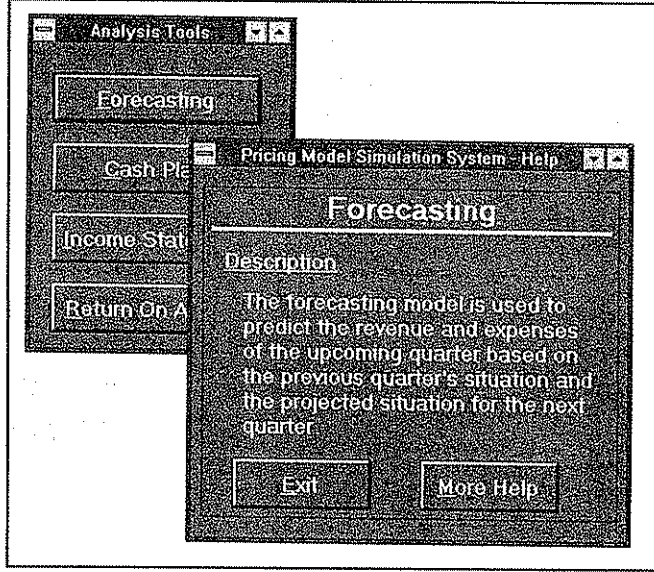 Analysis Tools
Forecasting
Cash Pla
Income Stat
Return On A
Pricing Model Simulation System - Help
Forecasting
Description
The forecasting model is used to
predict the revenue and expenses
of the upcoming quarter based on
the previous quarter's situation and
the projected situation for the next
quarter
Exit
More Help